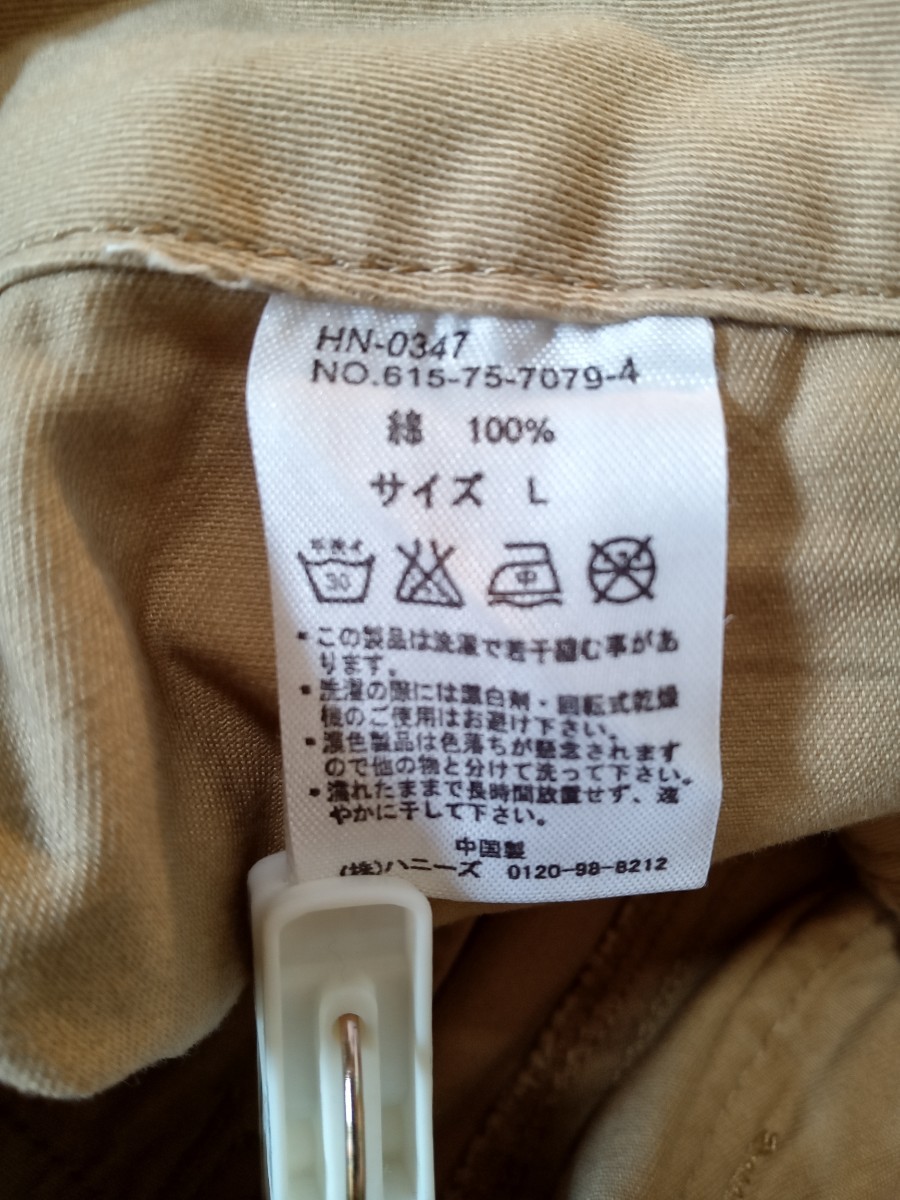 HN-0347
NO.615-75-7079-4
綿 100%
サイズ L
手洗イ
30
中
・この製品は洗濯で若干縮む事があ
ります。
・洗濯の際には漂白剤・回転式乾燥
機のご使用はお避け下さい。
・濃色製品は色落ちが懸念されます
ので他の物と分けて洗って下さい。
・濡れたままで長時間放置せず、速
やかに干して下さい。
中国製
(株)ハニーズ 0120-98-8212